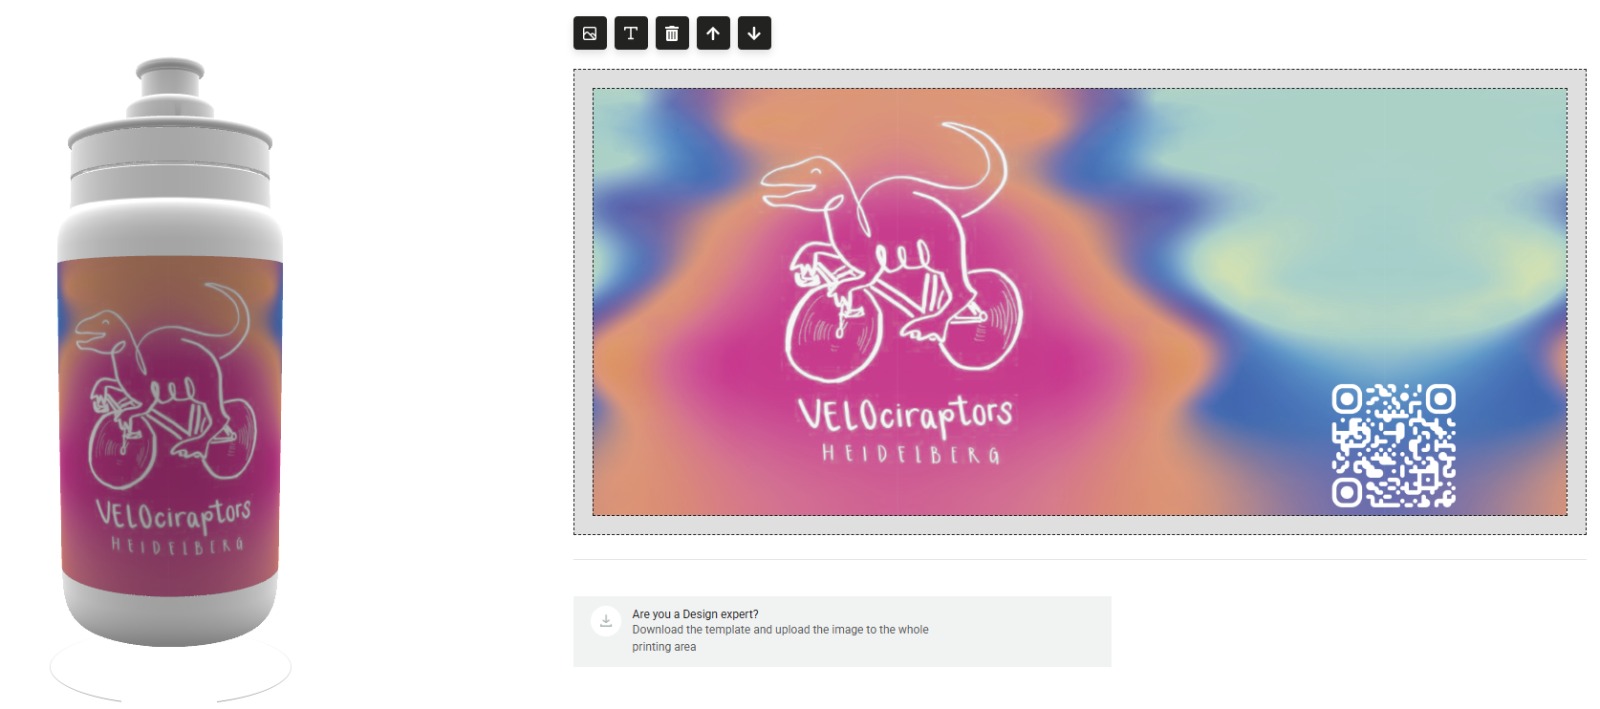 VELOciraptors
HEIDELBERG
VELOciraptors
HEIDELBERG
Are you a Design expert?
Download the template and upload the image to the whole
printing area